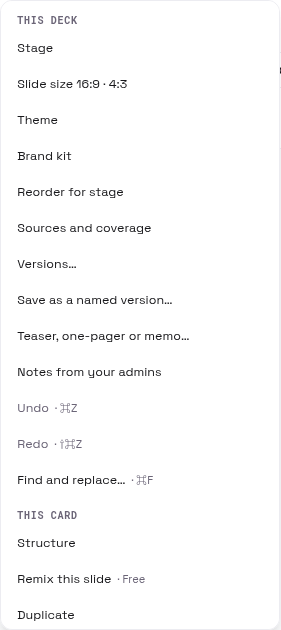 THIS DECK
Stage
Slide size 16:9 · 4:3
Theme
Brand kit
Reorder for stage
Sources and coverage
Versions…
Save as a named version…
Teaser, one-pager or memo…
Notes from your admins
Undo · ⌘Z
Redo · ⇧⌘Z
Find and replace… · ⌘F
THIS CARD
Structure
Remix this slide · Free
Duplicate